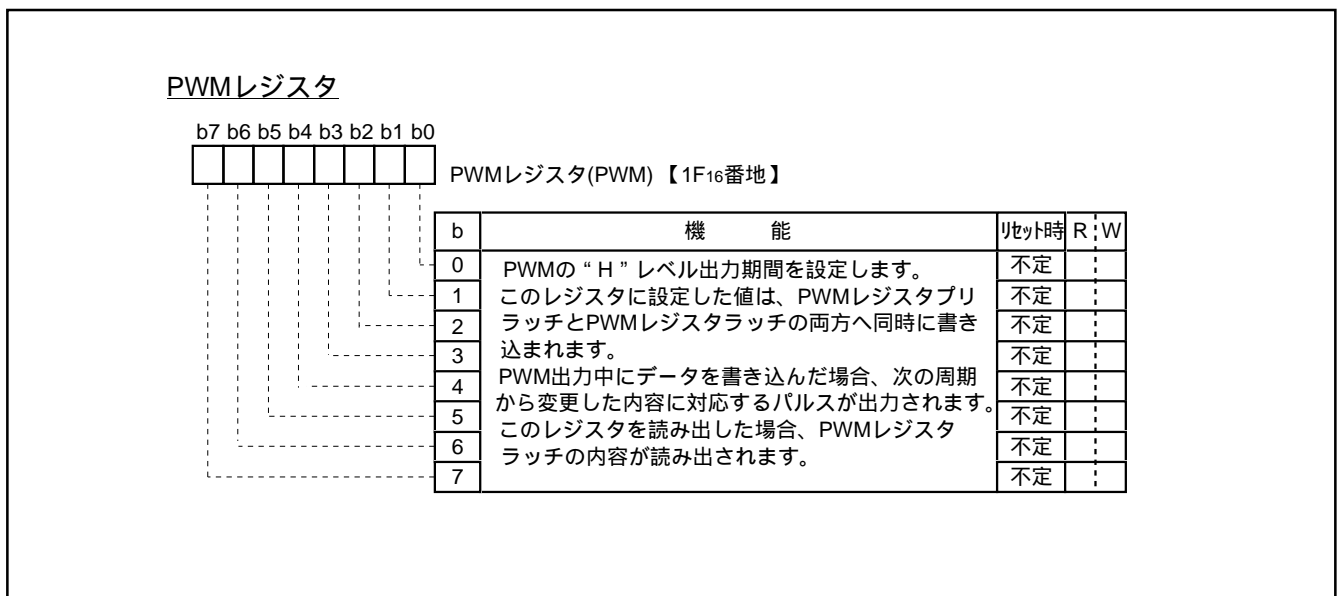 PWMレジスタ
b7 b6 b5 b4 b3 b2 b1 b0
PWMレジスタ(PWM) 【1F16番地】
b 機 能 リセット時 R W
0 PWMの“H”レベル出力期間を設定します。 不定
1 このレジスタに設定した値は、PWMレジスタプリ 不定
2 ラッチとPWMレジスタラッチの両方へ同時に書き 不定
3 込まれます。 不定
4 PWM出力中にデータを書き込んだ場合、次の周期 不定
5 から変更した内容に対応するパルスが出力されます。 不定
6 このレジスタを読み出した場合、PWMレジスタ 不定
7 ラッチの内容が読み出されます。 不定